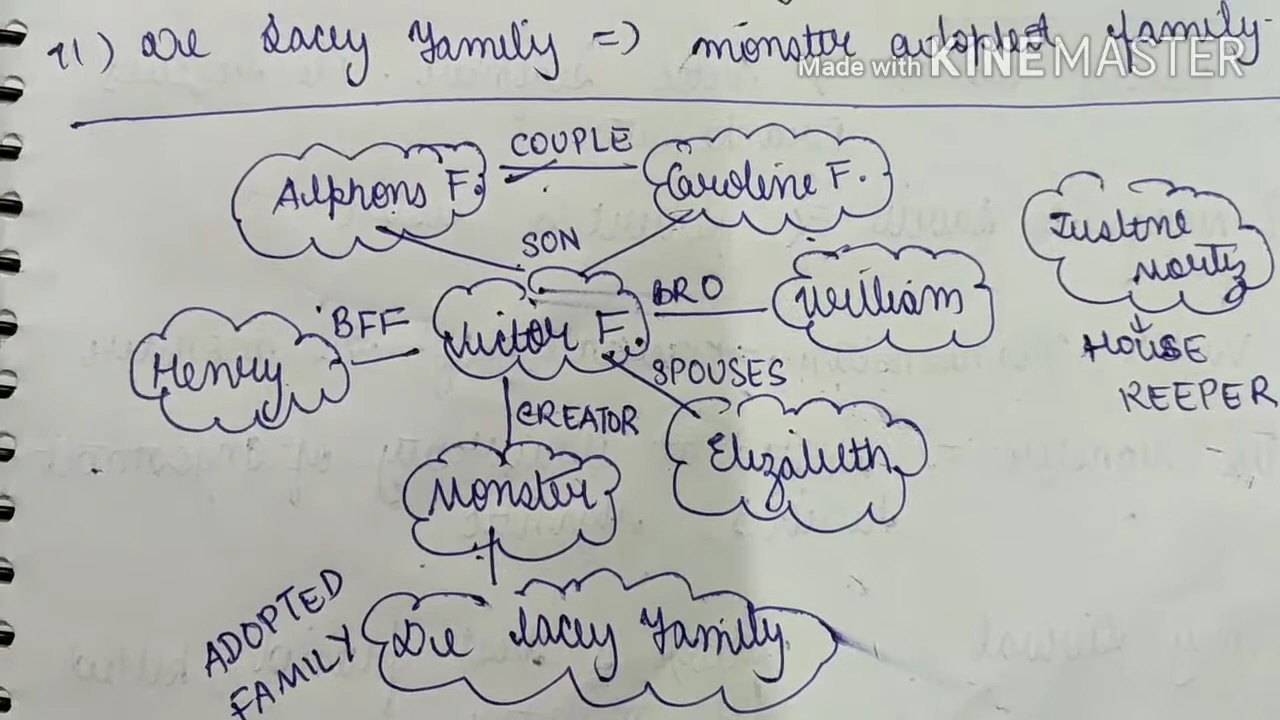 11) De Lacey Family => monster adopted family.
Made with KINEMASTER
COUPLE
Alphons F.
Caroline F.
SON
Justine
Mortiz
HOUSE
KEEPER
BRO
William
BFF
Victor F.
Henry
SPOUSES
CREATOR
Elizabeth
Monster
ADOPTED
FAMILY
De Lacey Family